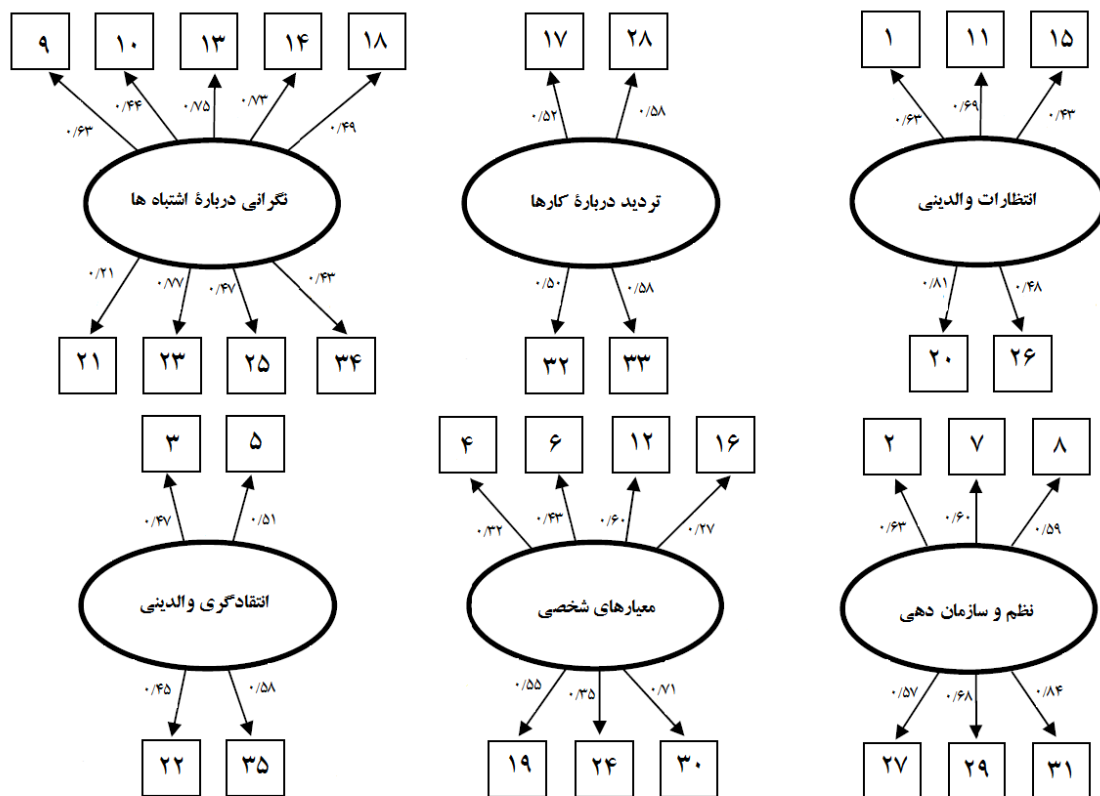 ۹ ۱۰ ۱۳ ۱۴ ۱۸
۰/۶۳ ۰/۴۴ ۰/۷۵ ۰/۷۳ ۰/۴۹
نگرانی دربارۀ اشتباه ها
۰/۲۱ ۰/۷۷ ۰/۴۷ ۰/۴۳
۲۱ ۲۳ ۲۵ ۳۴
۱۷ ۲۸
۰/۵۲ ۰/۵۸
تردید دربارۀ کارها
۰/۵۰ ۰/۵۸
۳۲ ۳۳
۱ ۱۱ ۱۵
۰/۶۳ ۰/۶۹ ۰/۴۳
انتظارات والدینی
۰/۸۱ ۰/۴۸
۲۰ ۲۶
۳ ۵
۰/۴۷ ۰/۵۱
انتقادگری والدینی
۰/۴۵ ۰/۵۸
۲۲ ۳۵
۴ ۶ ۱۲ ۱۶
۰/۳۲ ۰/۴۳ ۰/۶۰ ۰/۲۷
معیارهای شخصی
۰/۵۵ ۰/۳۵ ۰/۷۱
۱۹ ۲۴ ۳۰
۲ ۷ ۸
۰/۶۳ ۰/۶۰ ۰/۵۹
نظم و سازمان دهی
۰/۵۷ ۰/۶۸ ۰/۸۴
۲۷ ۲۹ ۳۱